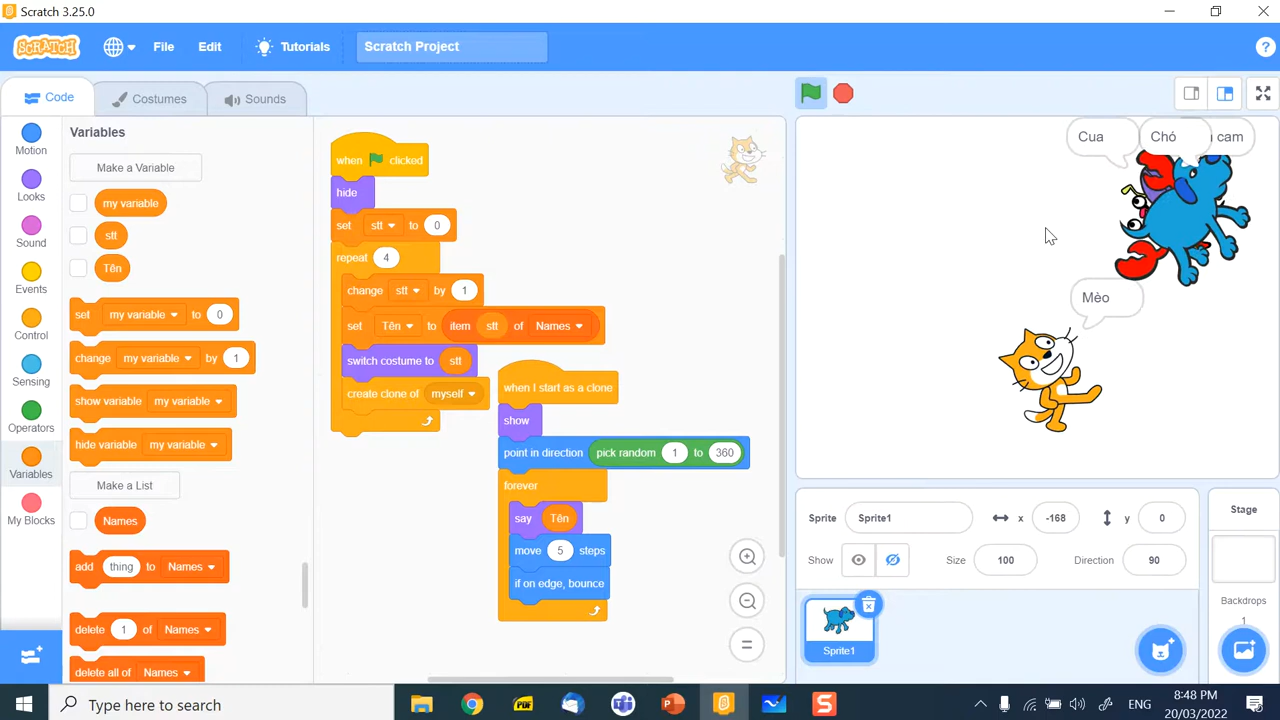 Scratch 3.25.0
SCRATCH
File
Edit
Tutorials
Scratch Project
?
Code
Costumes
Sounds
Motion
Looks
Sound
Events
Control
Sensing
Operators
Variables
My Blocks
Variables
Make a Variable
my variable
stt
Tên
set my variable to 0
change my variable by 1
show variable my variable
hide variable my variable
Make a List
Names
add thing to Names
delete 1 of Names
delete all of Names
when clicked
hide
set stt to 0
repeat 4
change stt by 1
set Tên to item stt of Names
switch costume to stt
create clone of myself
when I start as a clone
show
point in direction pick random 1 to 360
forever
say Tên
move 5 steps
if on edge, bounce
Cua
Chó
cam
Mèo
Sprite Sprite1 x -168 y 0
Show Size 100 Direction 90
Sprite1
Stage
Backdrops
1
Type here to search
PDF
8:48 PM
20/03/2022